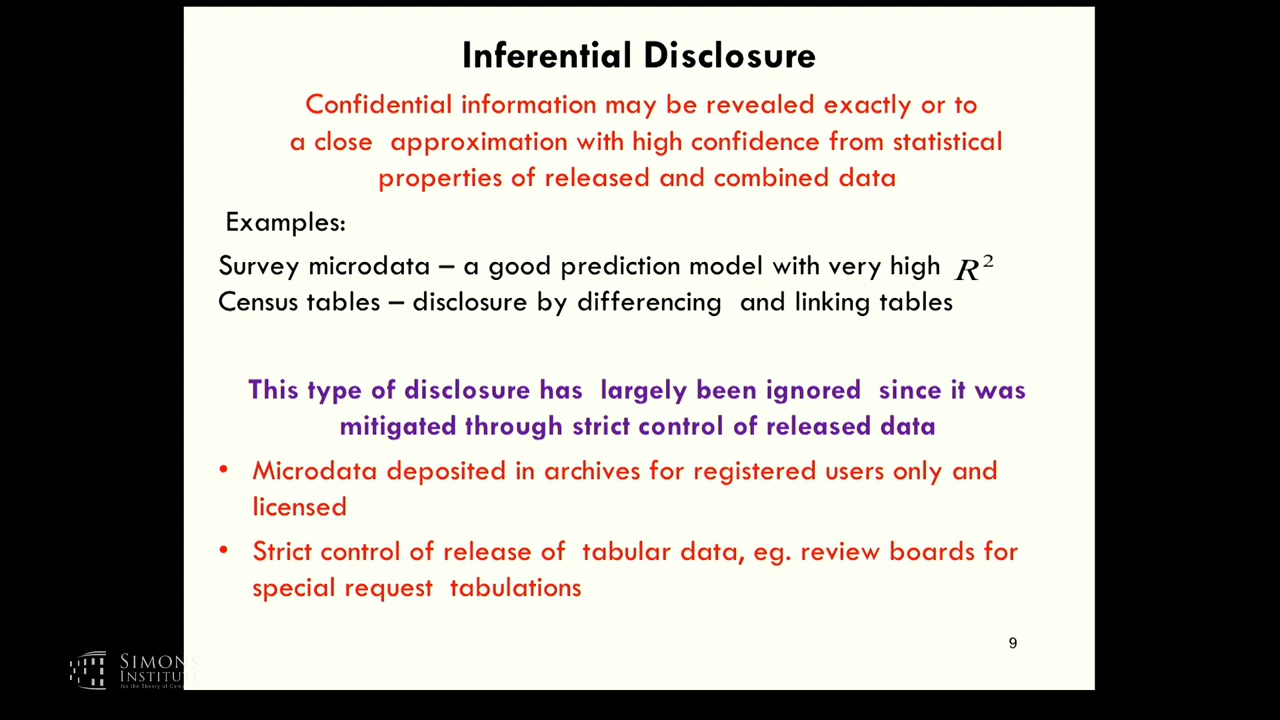 Inferential Disclosure
Confidential information may be revealed exactly or to
a close approximation with high confidence from statistical
properties of released and combined data
Examples:
Survey microdata – a good prediction model with very high R²
Census tables – disclosure by differencing and linking tables
This type of disclosure has largely been ignored since it was
mitigated through strict control of released data
• Microdata deposited in archives for registered users only and
licensed
• Strict control of release of tabular data, eg. review boards for
special request tabulations
9
SIMONS
INSTITUTE
for the Theory of